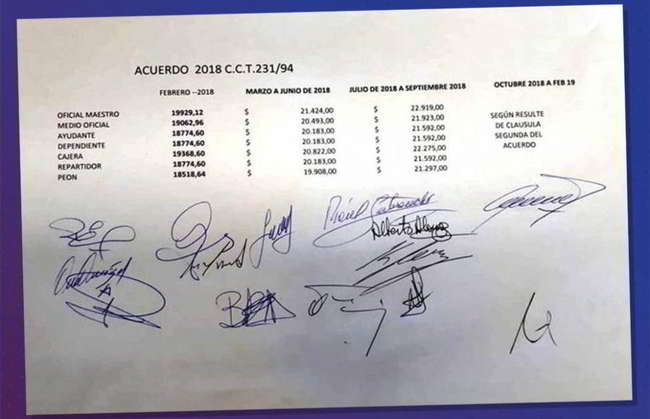 ACUERDO 2018 C.C.T.231/94
FEBRERO --2018 MARZO A JUNIO DE 2018 JULIO DE 2018 A SEPTIEMBRE 2018 OCTUBRE 2018 A FEB 19
OFICIAL MAESTRO 19929,12 $ 21.424,00 $ 22.919,00
MEDIO OFICIAL 19062,96 $ 20.493,00 $ 21.923,00 SEGÚN RESULTE
AYUDANTE 18774,60 $ 20.183,00 $ 21.592,00 DE CLAUSULA
DEPENDIENTE 18774,60 $ 20.183,00 $ 21.592,00 SEGUNDA DEL
CAJERA 19368,60 $ 20.822,00 $ 22.275,00 ACUERDO
REPARTIDOR 18774,60 $ 20.183,00 $ 21.592,00
PEON 18518,64 $ 19.908,00 $ 21.297,00
Alberto